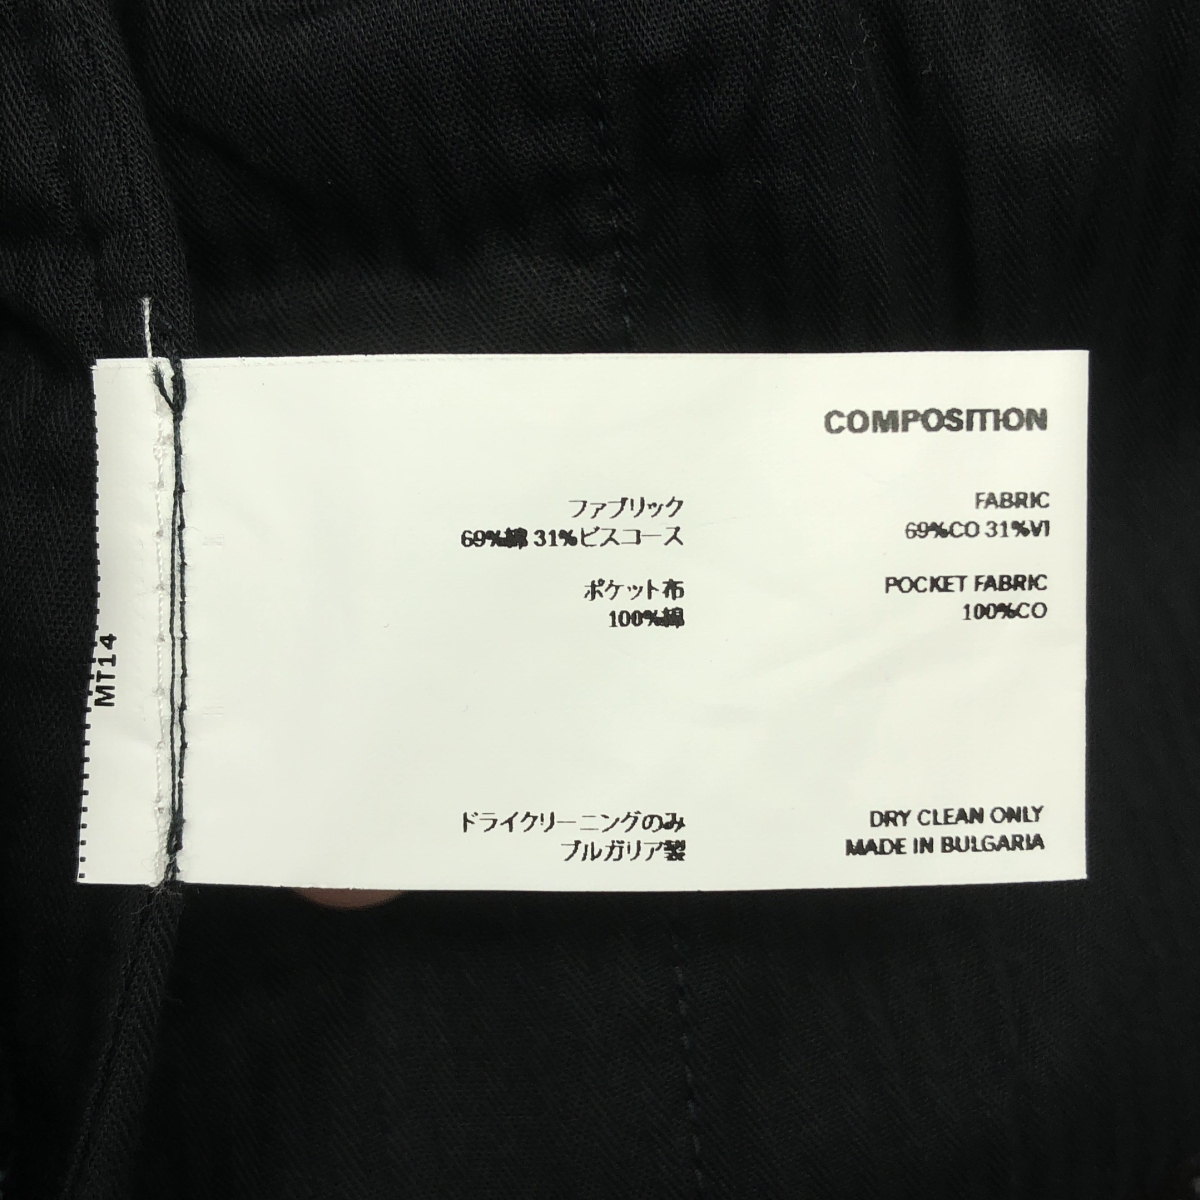 COMPOSITION
ファブリック
69%綿 31%ビスコース
ポケット布
100%綿
FABRIC
69%CO 31%VI
POCKET FABRIC
100%CO
ドライクリーニングのみ
ブルガリア製
DRY CLEAN ONLY
MADE IN BULGARIA
MT14